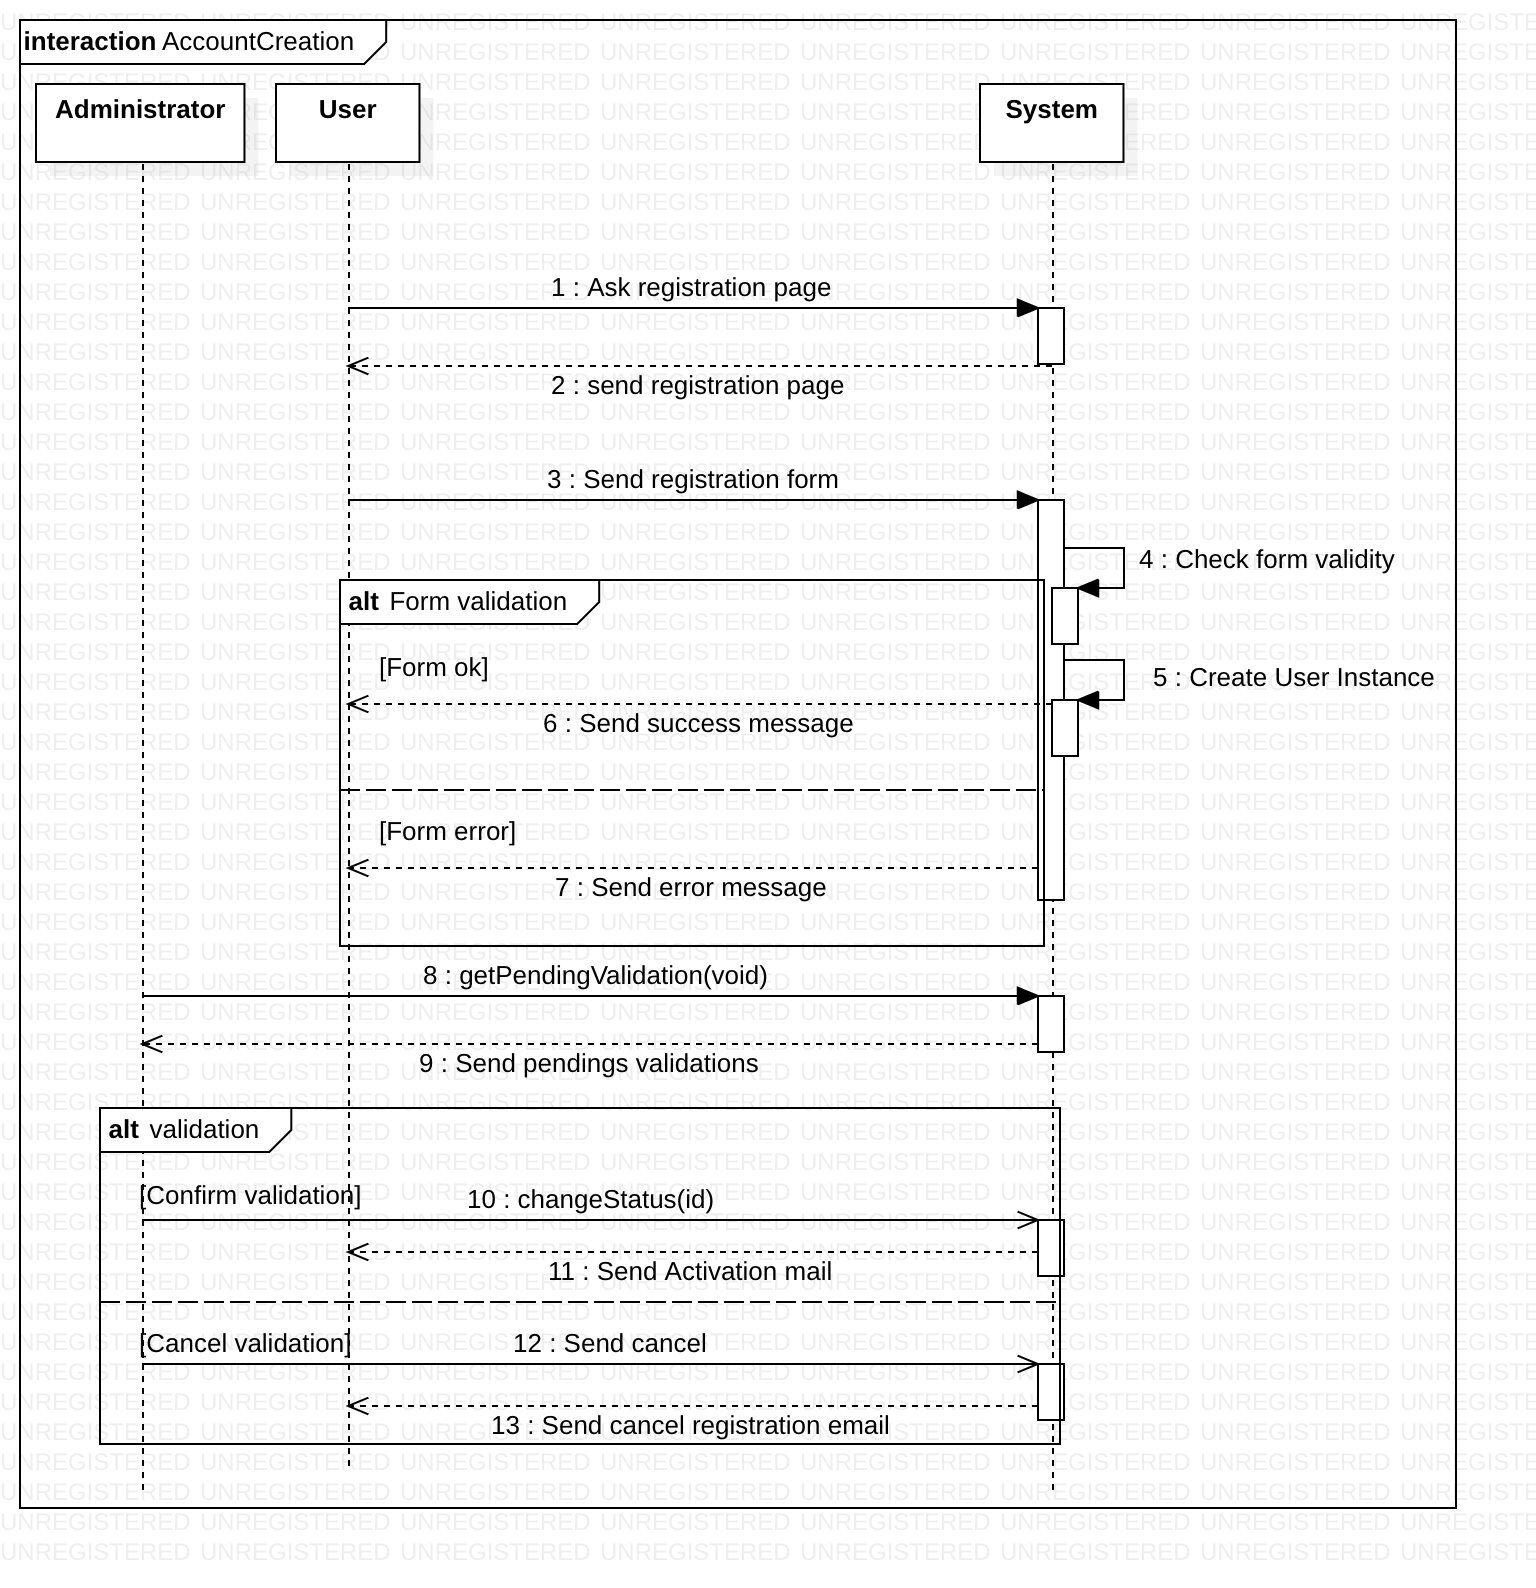 interaction AccountCreation
Administrator
User
System
1 : Ask registration page
2 : send registration page
3 : Send registration form
4 : Check form validity
alt Form validation
[Form ok]
5 : Create User Instance
6 : Send success message
[Form error]
7 : Send error message
8 : getPendingValidation(void)
9 : Send pendings validations
alt validation
[Confirm validation]
10 : changeStatus(id)
11 : Send Activation mail
[Cancel validation]
12 : Send cancel
13 : Send cancel registration email
UNREGISTERED